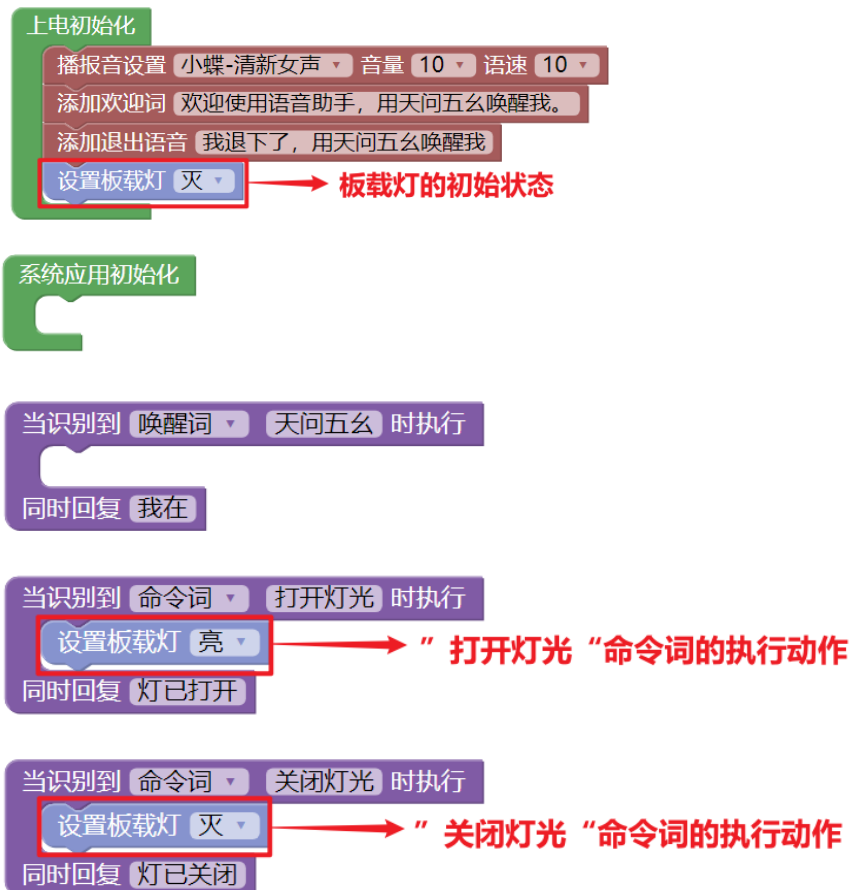 上电初始化
播报音设置 小蝶-清新女声 音量 10 语速 10
添加欢迎词 欢迎使用语音助手，用天问五幺唤醒我。
添加退出语音 我退下了，用天问五幺唤醒我
设置板载灯 灭 板载灯的初始状态
系统应用初始化
当识别到 唤醒词 天问五幺 时执行
同时回复 我在
当识别到 命令词 打开灯光 时执行
设置板载灯 亮 ”打开灯光“命令词的执行动作
同时回复 灯已打开
当识别到 命令词 关闭灯光 时执行
设置板载灯 灭 ”关闭灯光“命令词的执行动作
同时回复 灯已关闭